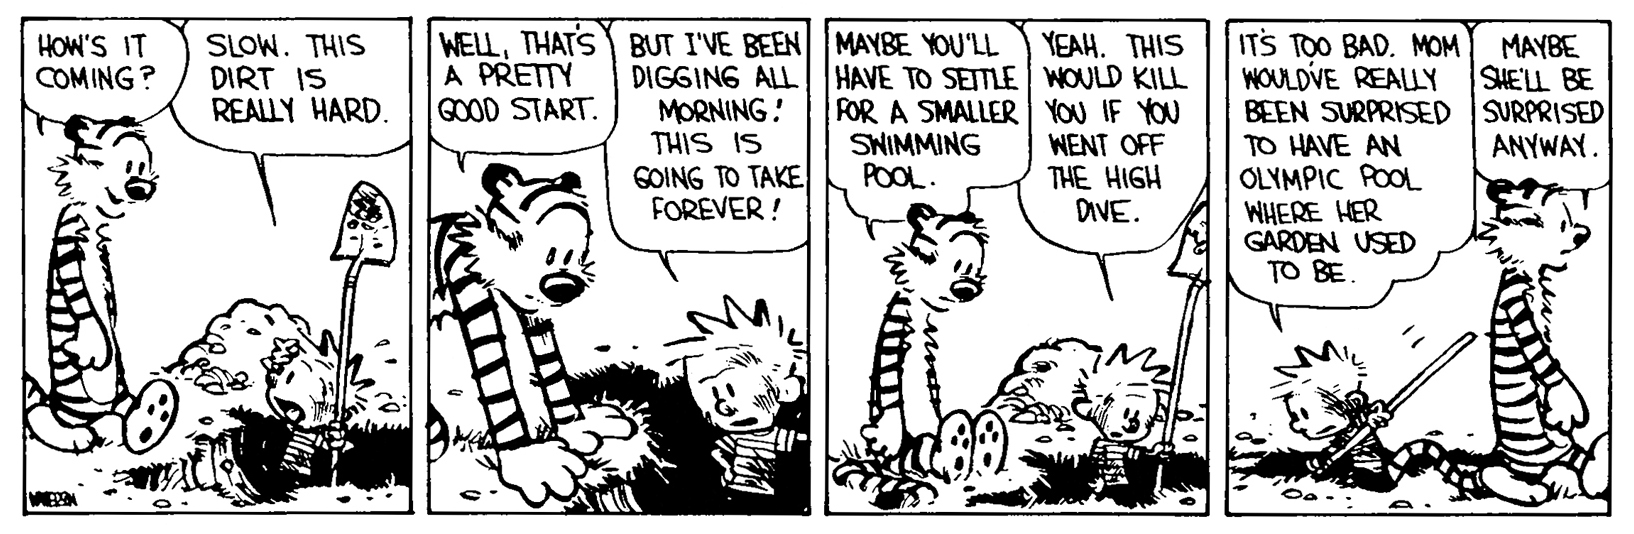 HOW'S IT
COMING?
SLOW. THIS
DIRT IS
REALLY HARD.
WATTERSON
WELL, THAT'S
A PRETTY
GOOD START.
BUT I'VE BEEN
DIGGING ALL
MORNING!
THIS IS
GOING TO TAKE
FOREVER!
MAYBE YOU'LL
HAVE TO SETTLE
FOR A SMALLER
SWIMMING
POOL.
YEAH. THIS
WOULD KILL
YOU IF YOU
WENT OFF
THE HIGH
DIVE.
IT'S TOO BAD. MOM
WOULD'VE REALLY
BEEN SURPRISED
TO HAVE AN
OLYMPIC POOL
WHERE HER
GARDEN USED
TO BE.
MAYBE
SHE'LL BE
SURPRISED
ANYWAY.